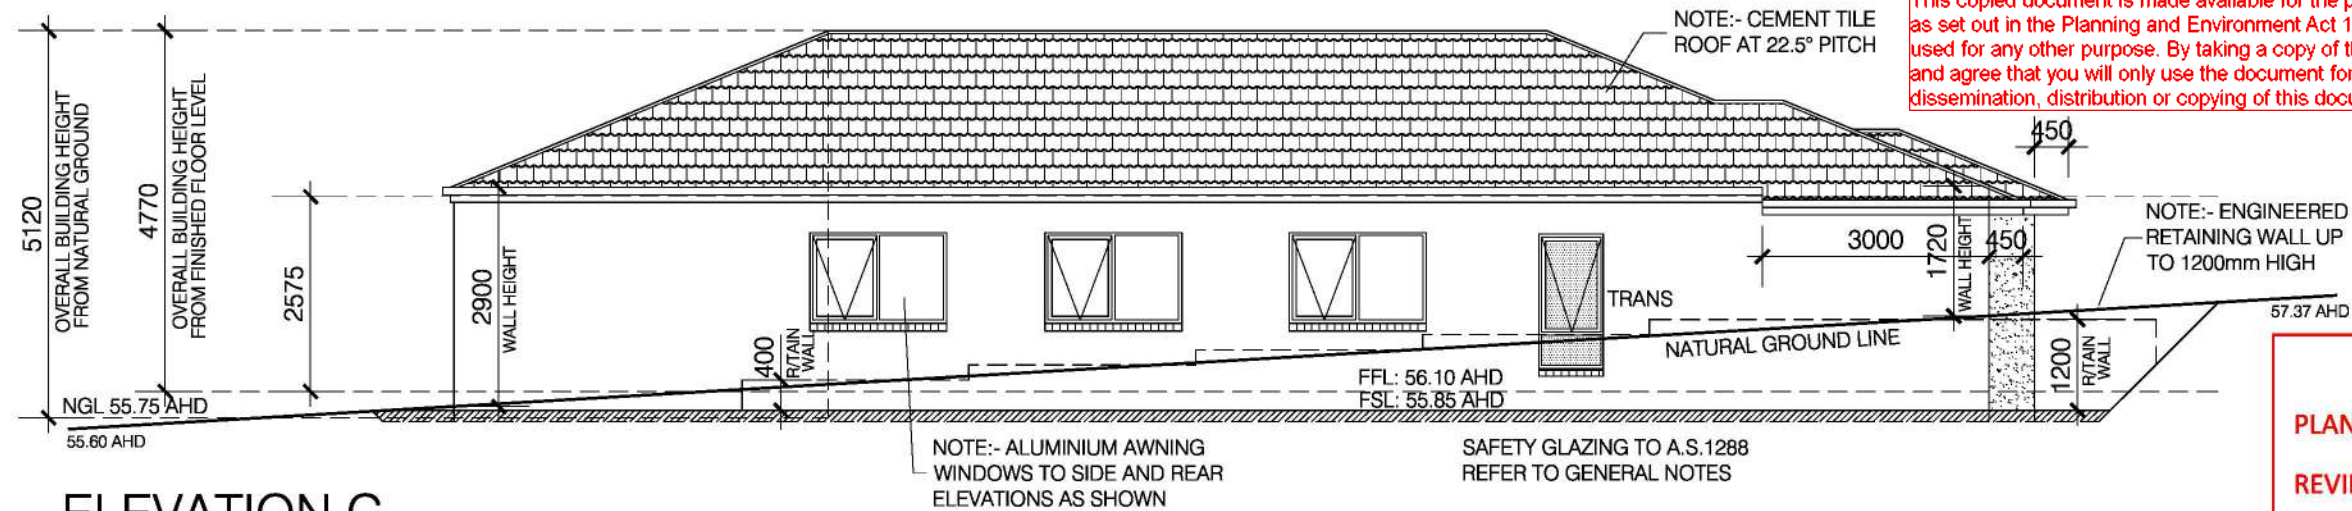 This copied document is made available for the p
as set out in the Planning and Environment Act 1
used for any other purpose. By taking a copy of t
and agree that you will only use the document for
dissemination, distribution or copying of this docu
NOTE:- CEMENT TILE
ROOF AT 22.5° PITCH
5120
OVERALL BUILDING HEIGHT
FROM NATURAL GROUND
4770
OVERALL BUILDING HEIGHT
FROM FINISHED FLOOR LEVEL
2575
2900
WALL HEIGHT
400
R/TAIN
WALL
TRANS
450
3000
1720
WALL HEIGHT
450
NOTE:- ENGINEERED
RETAINING WALL UP
TO 1200mm HIGH
57.37 AHD
NATURAL GROUND LINE
1200
R/TAIN
WALL
FFL: 56.10 AHD
FSL: 55.85 AHD
NGL 55.75 AHD
55.60 AHD
NOTE:- ALUMINIUM AWNING
WINDOWS TO SIDE AND REAR
ELEVATIONS AS SHOWN
SAFETY GLAZING TO A.S.1288
REFER TO GENERAL NOTES
PLAN
REVI
ELEVATION C